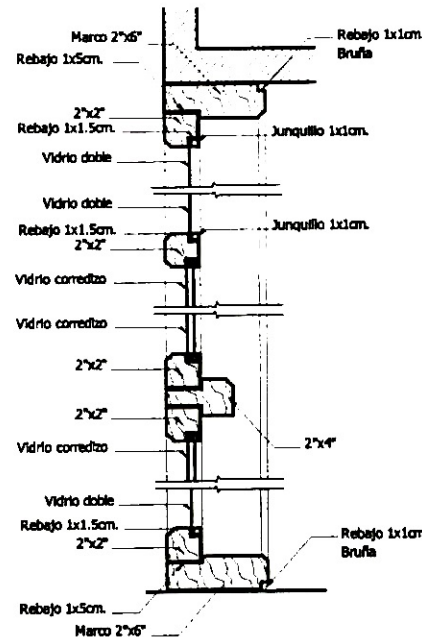 Marco 2"x6"
Rebajo 1x1cm.
Bruña
Rebajo 1x5cm.
2"x2"
Rebajo 1x1.5cm.
Junquillo 1x1cm.
Vidrio doble
Vidrio doble
Rebajo 1x1.5cm.
Junquillo 1x1cm.
2"x2"
Vidrio corredizo
Vidrio corredizo
2"x2"
2"x2"
2"x4"
Vidrio corredizo
Vidrio doble
Rebajo 1x1.5cm.
2"x2"
Rebajo 1x1cm
Bruña
Rebajo 1x5cm.
Marco 2"x6"